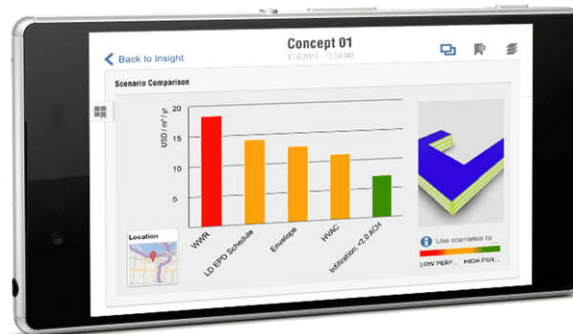 Concept 01
Back to Insight
Scenario Comparison
USD / m² / yr
20
15
10
5
WWR
LD EPD Schedule
Envelope
HVAC
Infiltration: <2.0 ACH
Location
Use scenarios to
LOW PERF...
HIGH PER...